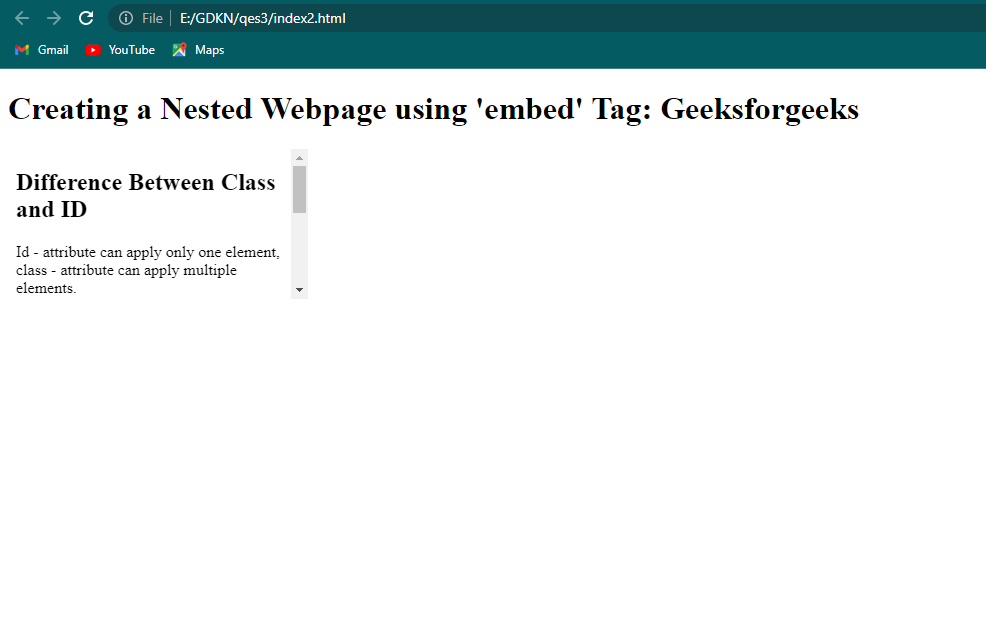 File E:/GDKN/qes3/index2.html
Gmail YouTube Maps
Creating a Nested Webpage using 'embed' Tag: Geeksforgeeks
Difference Between Class
and ID
Id - attribute can apply only one element,
class - attribute can apply multiple
elements.